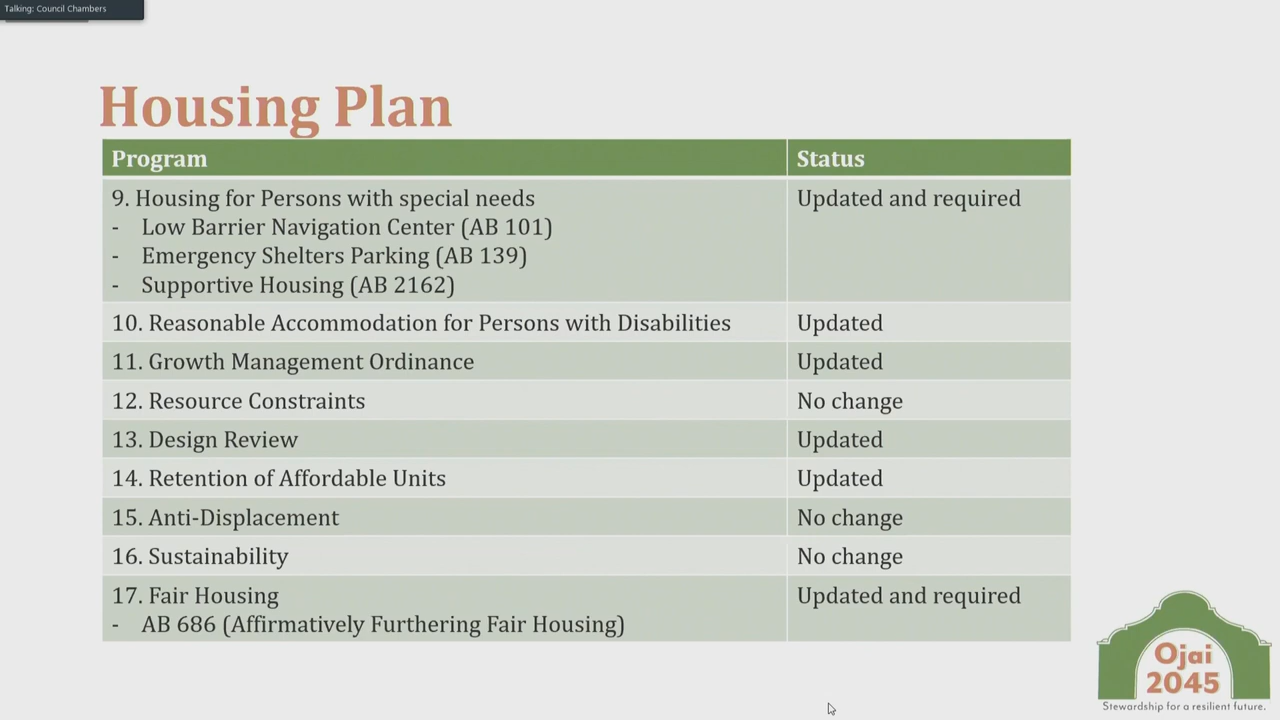 Talking: Council Chambers
Housing Plan
Program Status
9. Housing for Persons with special needs Updated and required
- Low Barrier Navigation Center (AB 101)
- Emergency Shelters Parking (AB 139)
- Supportive Housing (AB 2162)
10. Reasonable Accommodation for Persons with Disabilities Updated
11. Growth Management Ordinance Updated
12. Resource Constraints No change
13. Design Review Updated
14. Retention of Affordable Units Updated
15. Anti-Displacement No change
16. Sustainability No change
17. Fair Housing Updated and required
- AB 686 (Affirmatively Furthering Fair Housing)
Ojai
2045
Stewardship for a resilient future.